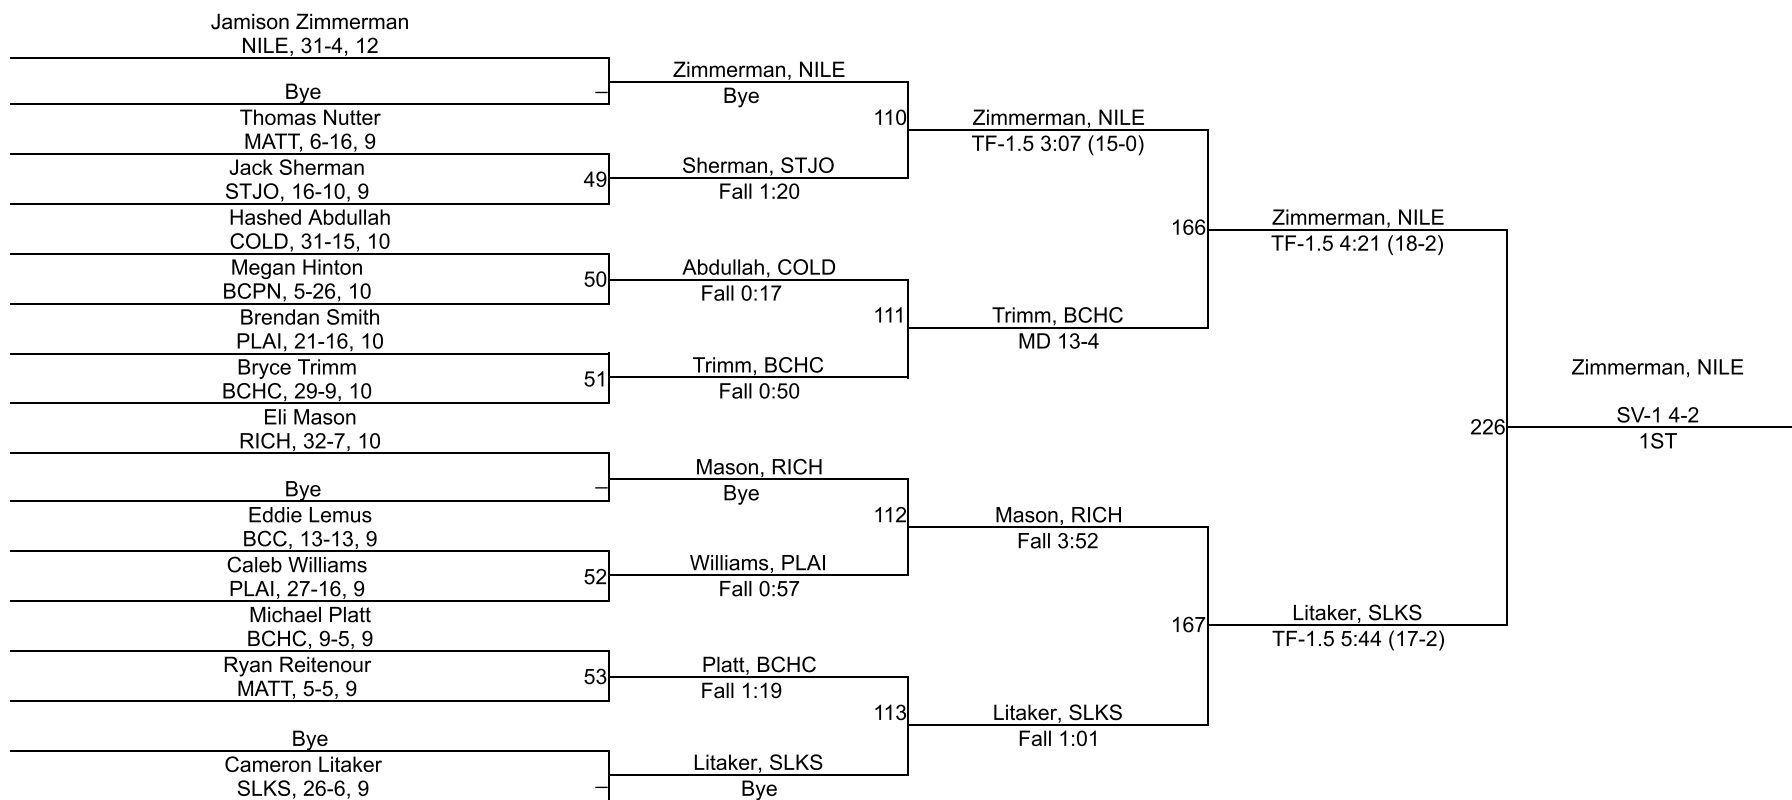 Jamison Zimmerman
NILE, 31-4, 12
Bye
Thomas Nutter
MATT, 6-16, 9
Jack Sherman
STJO, 16-10, 9
Hashed Abdullah
COLD, 31-15, 10
Megan Hinton
BCPN, 5-26, 10
Brendan Smith
PLAI, 21-16, 10
Bryce Trimm
BCHC, 29-9, 10
Eli Mason
RICH, 32-7, 10
Bye
Eddie Lemus
BCC, 13-13, 9
Caleb Williams
PLAI, 27-16, 9
Michael Platt
BCHC, 9-5, 9
Ryan Reitenour
MATT, 5-5, 9
Bye
Cameron Litaker
SLKS, 26-6, 9
Zimmerman, NILE
Bye
49
Sherman, STJO
Fall 1:20
50
Abdullah, COLD
Fall 0:17
51
Trimm, BCHC
Fall 0:50
Mason, RICH
Bye
52
Williams, PLAI
Fall 0:57
53
Platt, BCHC
Fall 1:19
Litaker, SLKS
Bye
110
Zimmerman, NILE
TF-1.5 3:07 (15-0)
111
Trimm, BCHC
MD 13-4
112
Mason, RICH
Fall 3:52
113
Litaker, SLKS
Fall 1:01
166
Zimmerman, NILE
TF-1.5 4:21 (18-2)
167
Litaker, SLKS
TF-1.5 5:44 (17-2)
226
Zimmerman, NILE
SV-1 4-2
1ST